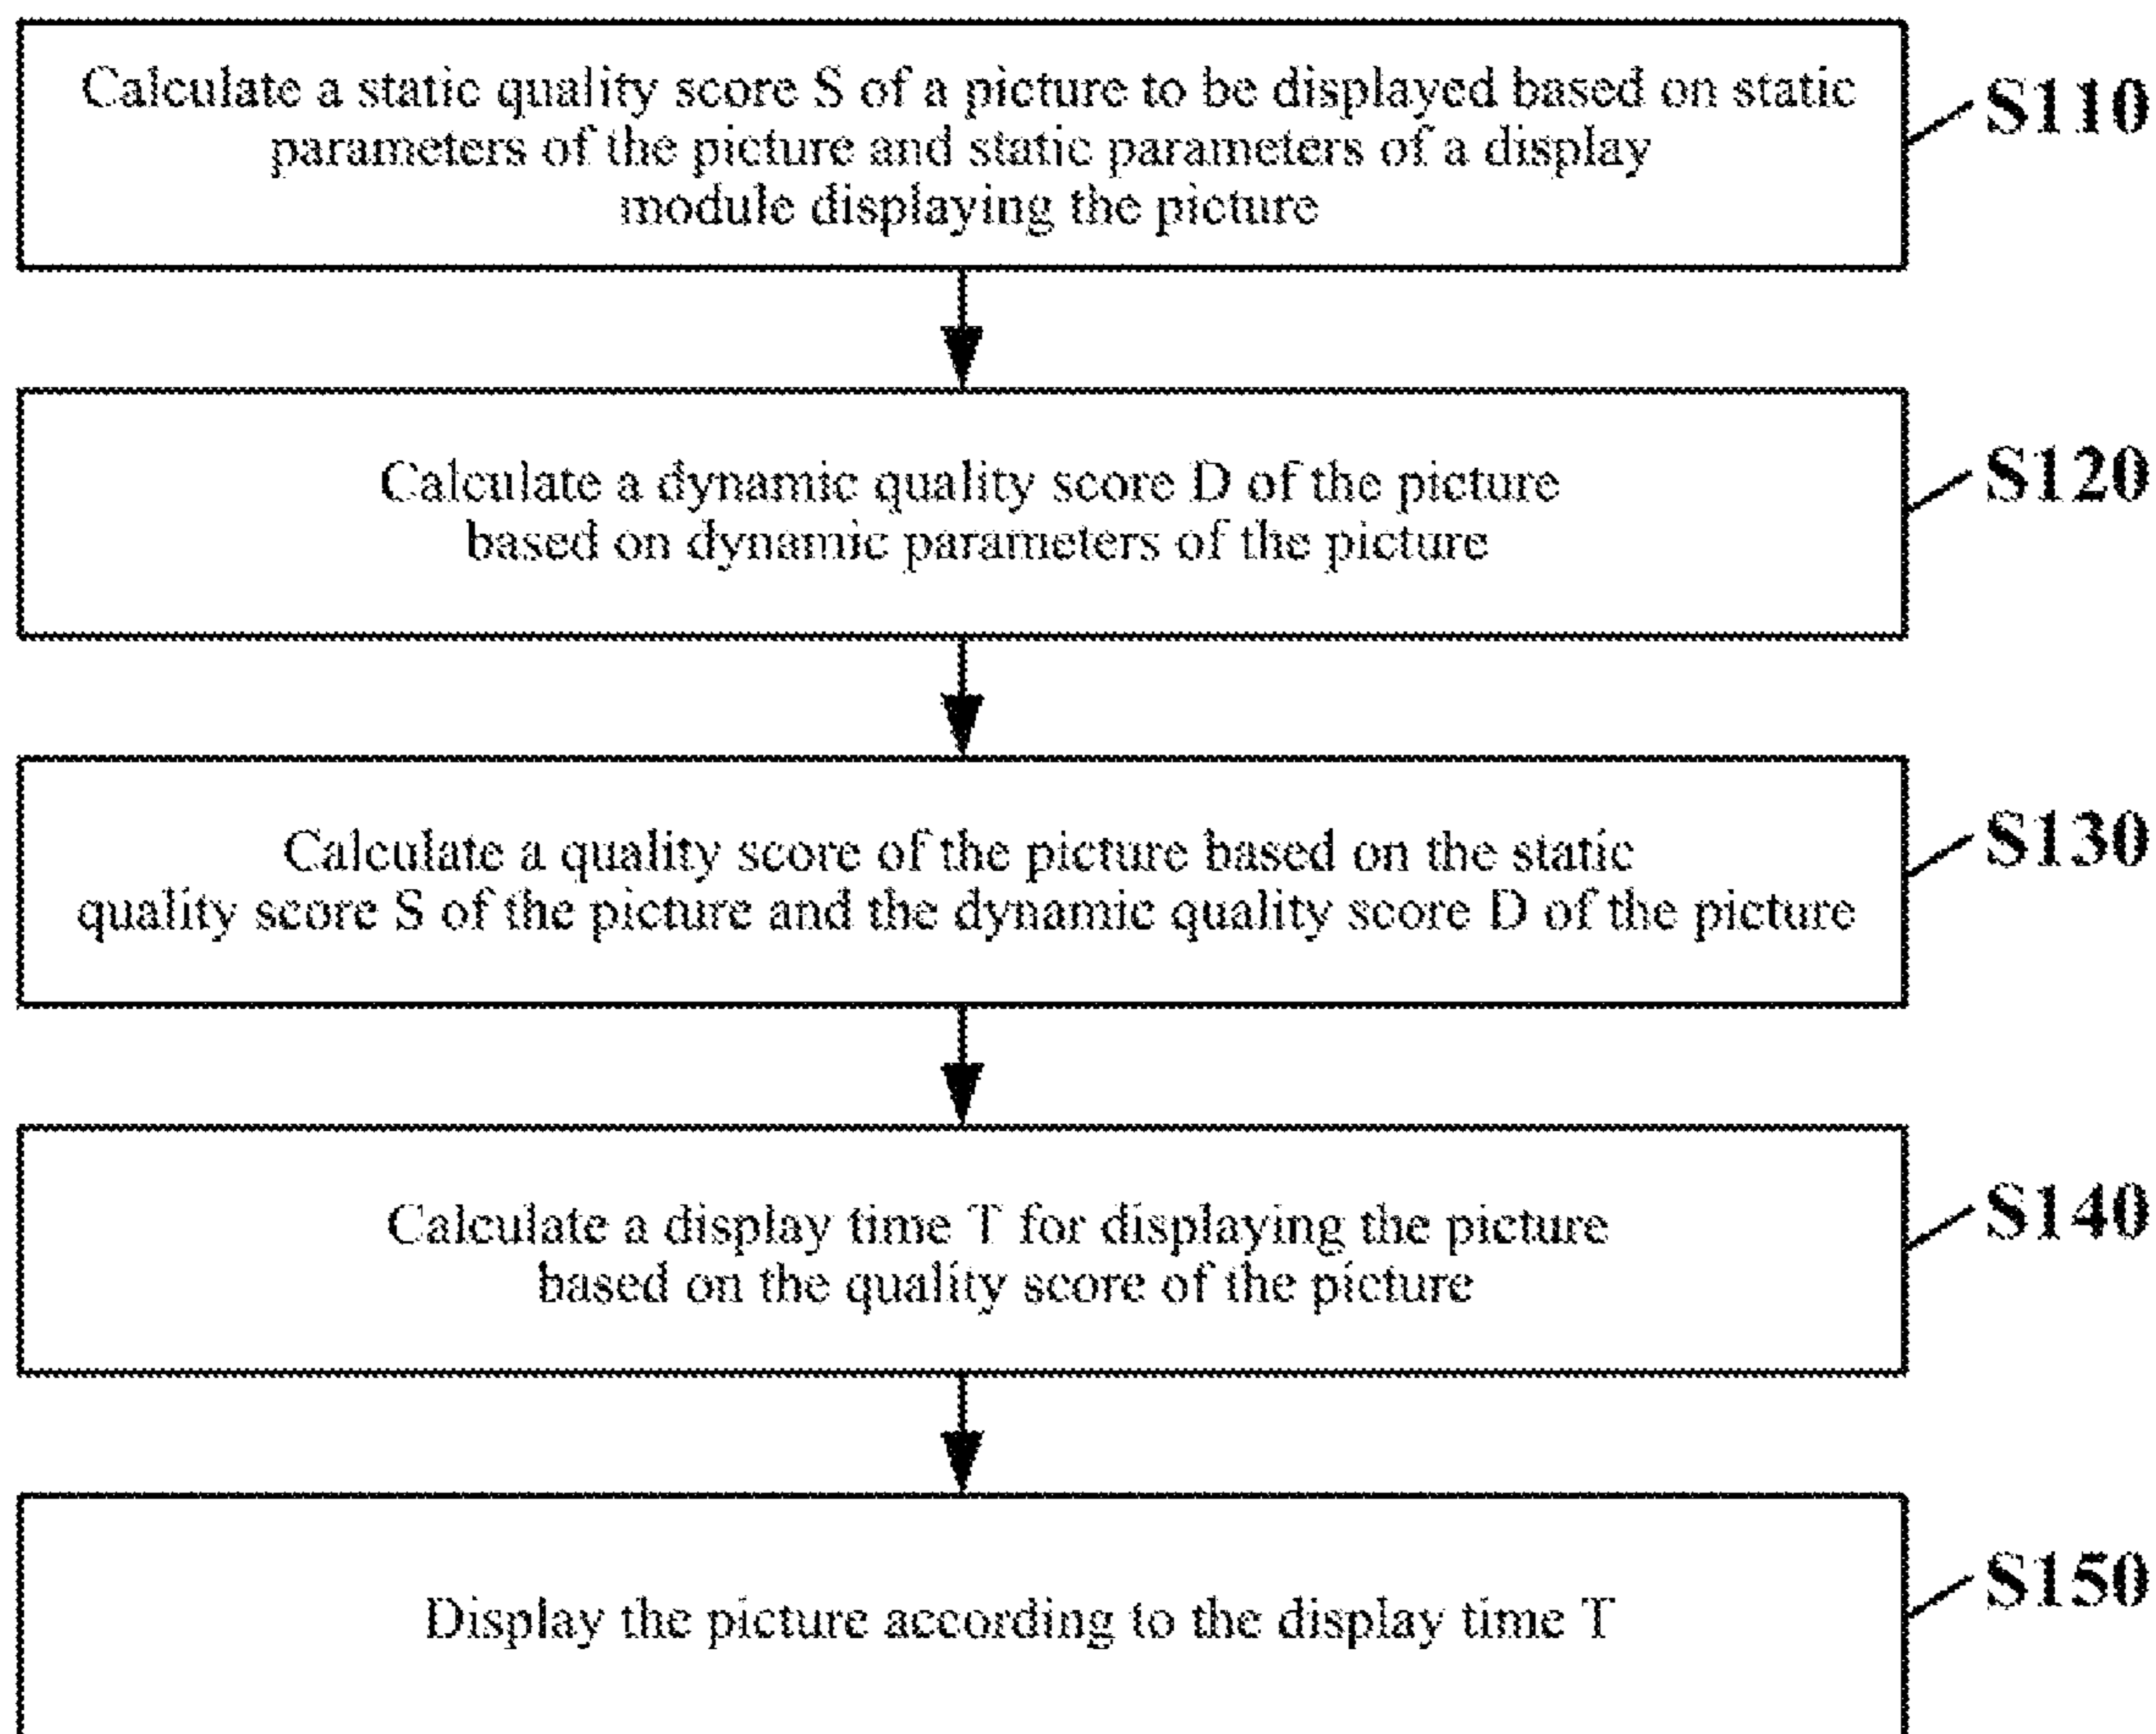 Calculate a static quality score S of a picture to be displayed based on static
parameters of the picture and static parameters of a display
module displaying the picture
S110
Calculate a dynamic quality score D of the picture
based on dynamic parameters of the picture
S120
Calculate a quality score of the picture based on the static
quality score S of the picture and the dynamic quality score D of the picture
S130
Calculate a display time T for displaying the picture
based on the quality score of the picture
S140
Display the picture according to the display time T
S150